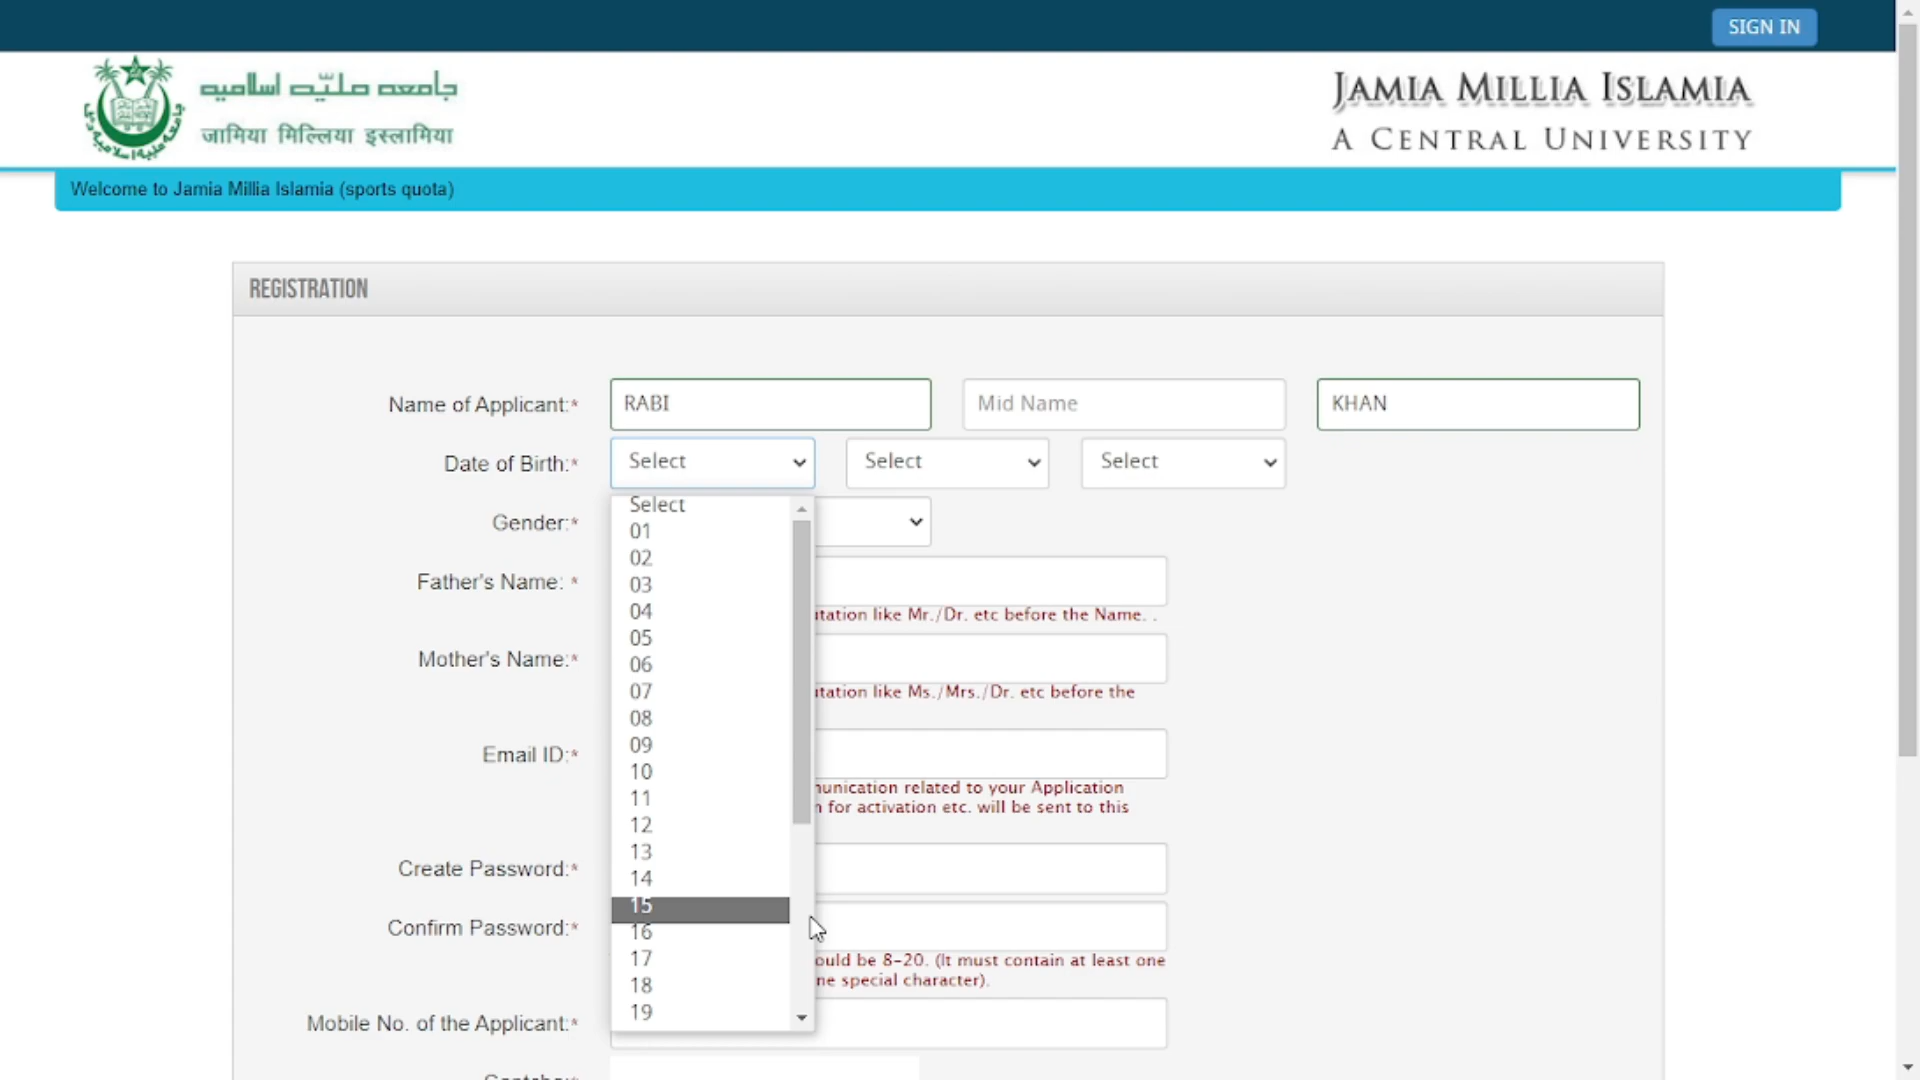 SIGN IN
جامعه ملیّه اسلامیه
जामिया मिल्लिया इस्लामिया
JAMIA MILLIA ISLAMIA
A CENTRAL UNIVERSITY
Welcome to Jamia Millia Islamia (sports quota)
REGISTRATION
Name of Applicant:* RABI Mid Name KHAN
Date of Birth:* Select Select Select
Select
Gender:*
01
02
Father's Name: *
03
04
tation like Mr./Dr. etc before the Name. .
05
Mother's Name:*
06
07
tation like Ms./Mrs./Dr. etc before the
08
09
Email ID:*
10
related to your Application
11
for activation etc. will be sent to this
12
13
Create Password:*
14
15
Confirm Password:*
16
17
ould be 8-20. (It must contain at least one
18
ne special character).
19
Mobile No. of the Applicant:*